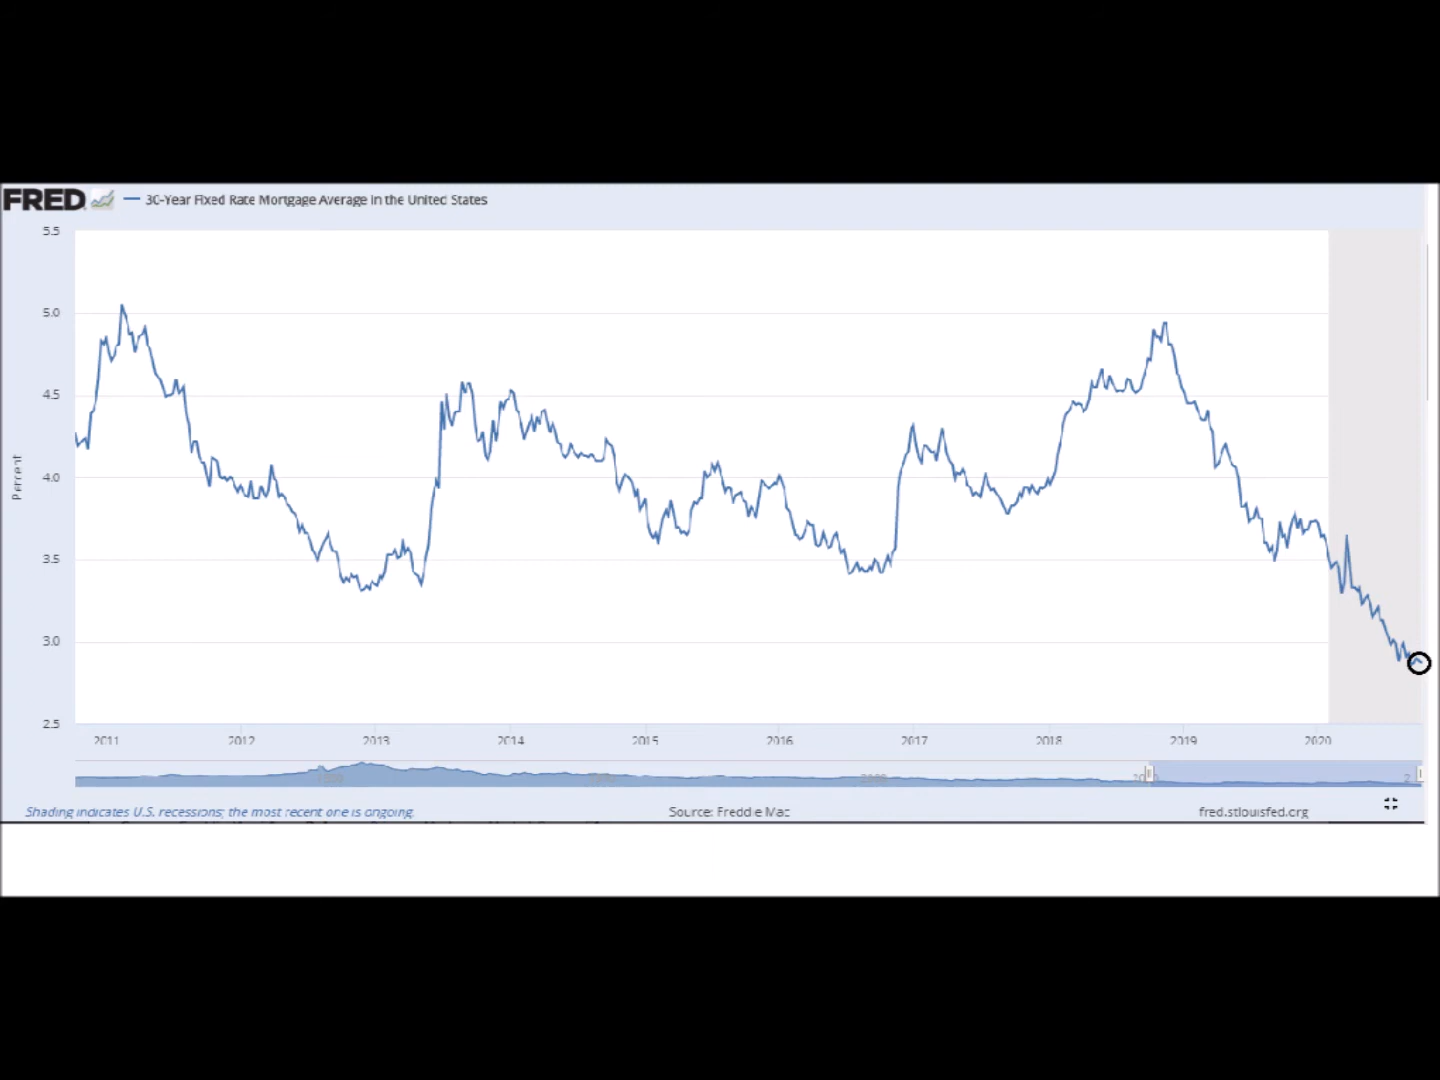 FRED
30-Year Fixed Rate Mortgage Average in the United States
5.5
5.0
4.5
4.0
3.5
3.0
2.5
Percent
2011 2012 2013 2014 2015 2016 2017 2018 2019 2020
Shading indicates U.S. recessions; the most recent one is ongoing.
Source: Freddie Mac
fred.stlouisfed.org